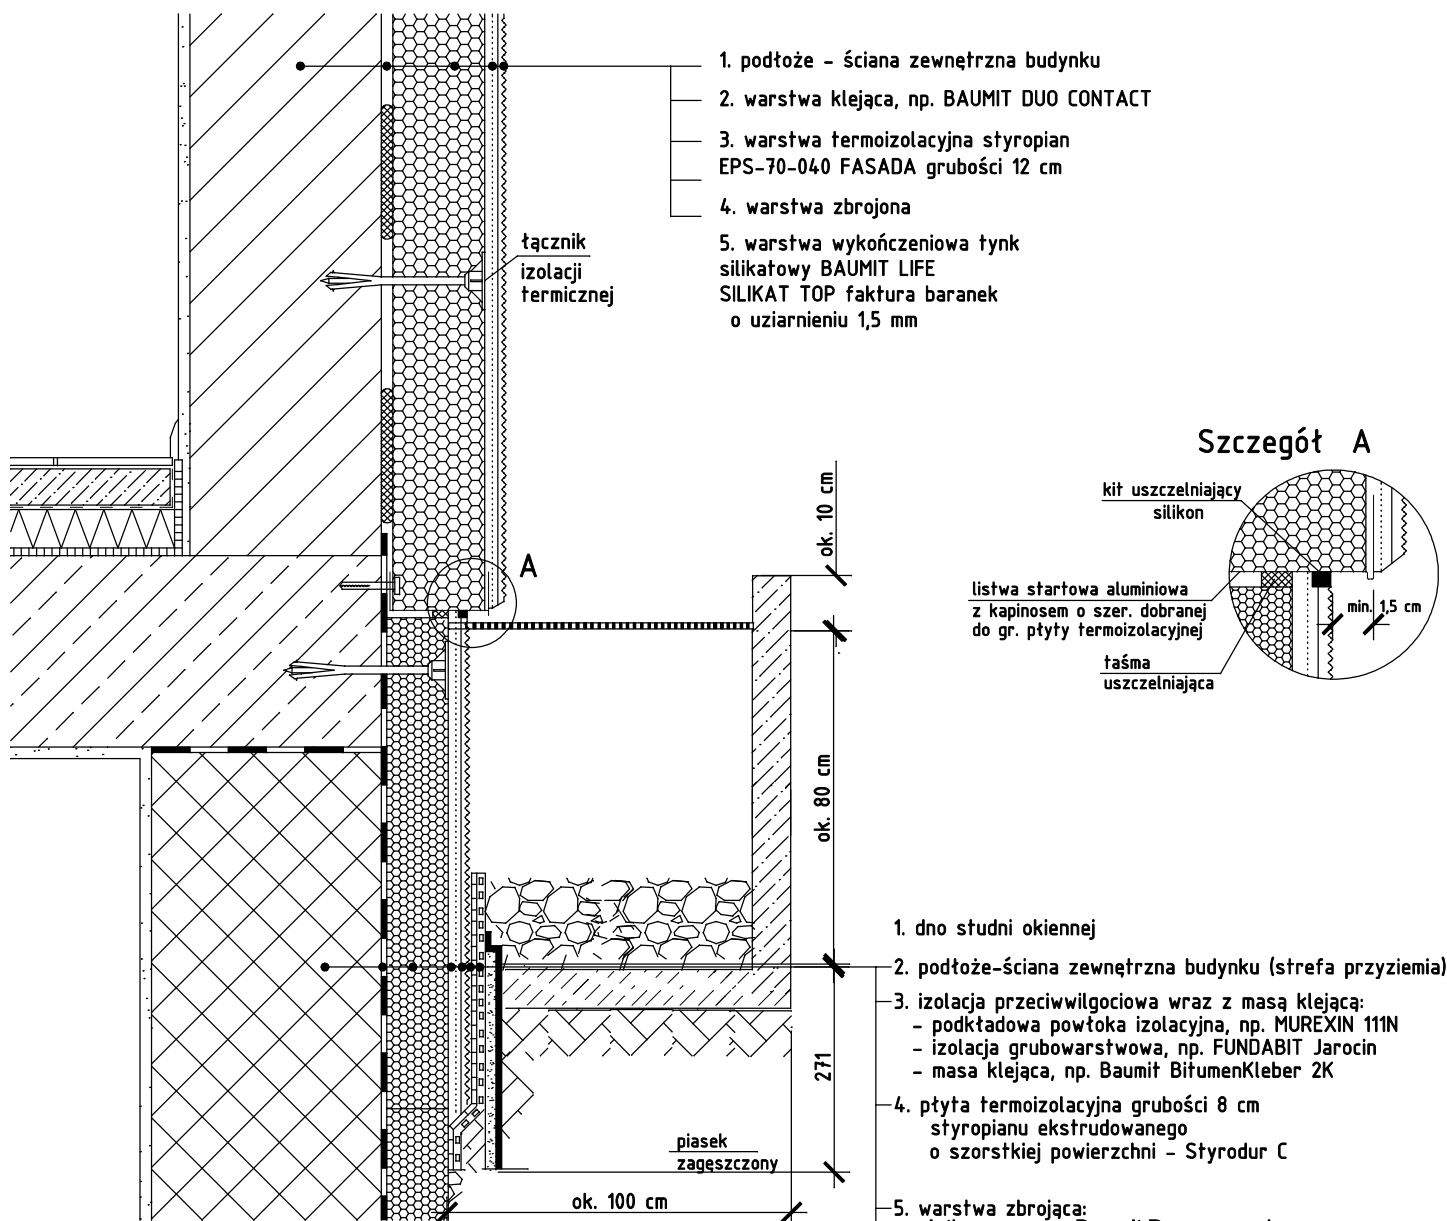 1. podłoże - ściana zewnętrzna budynku
2. warstwa klejąca, np. BAUMIT DUO CONTACT
3. warstwa termoizolacyjna styropian
EPS-70-040 FASADA grubości 12 cm
4. warstwa zbrojona
5. warstwa wykończeniowa tynk
silikatowy BAUMIT LIFE
SILIKAT TOP faktura baranek
o uziarnieniu 1,5 mm
łącznik
izolacji
termicznej
A
ok. 10 cm
ok. 80 cm
271
Szczegół A
kit uszczelniający
silikon
listwa startowa aluminiowa
z kapinosem o szer. dobranej
do gr. płyty termoizolacyjnej
min. 1,5 cm
taśma
uszczelniająca
1. dno studni okiennej
2. podłoże-ściana zewnętrzna budynku (strefa przyziemia)
3. izolacja przeciwwilgociowa wraz z masą klejącą:
- podkładowa powłoka izolacyjna, np. MUREXIN 111N
- izolacja grubowarstwowa, np. FUNDABIT Jarocin
- masa klejąca, np. Baumit BitumenKleber 2K
4. płyta termoizolacyjna grubości 8 cm
styropianu ekstrudowanego
o szorstkiej powierzchni - Styrodur C
piasek
zagęszczony
ok. 100 cm
5. warstwa zbrojąca: